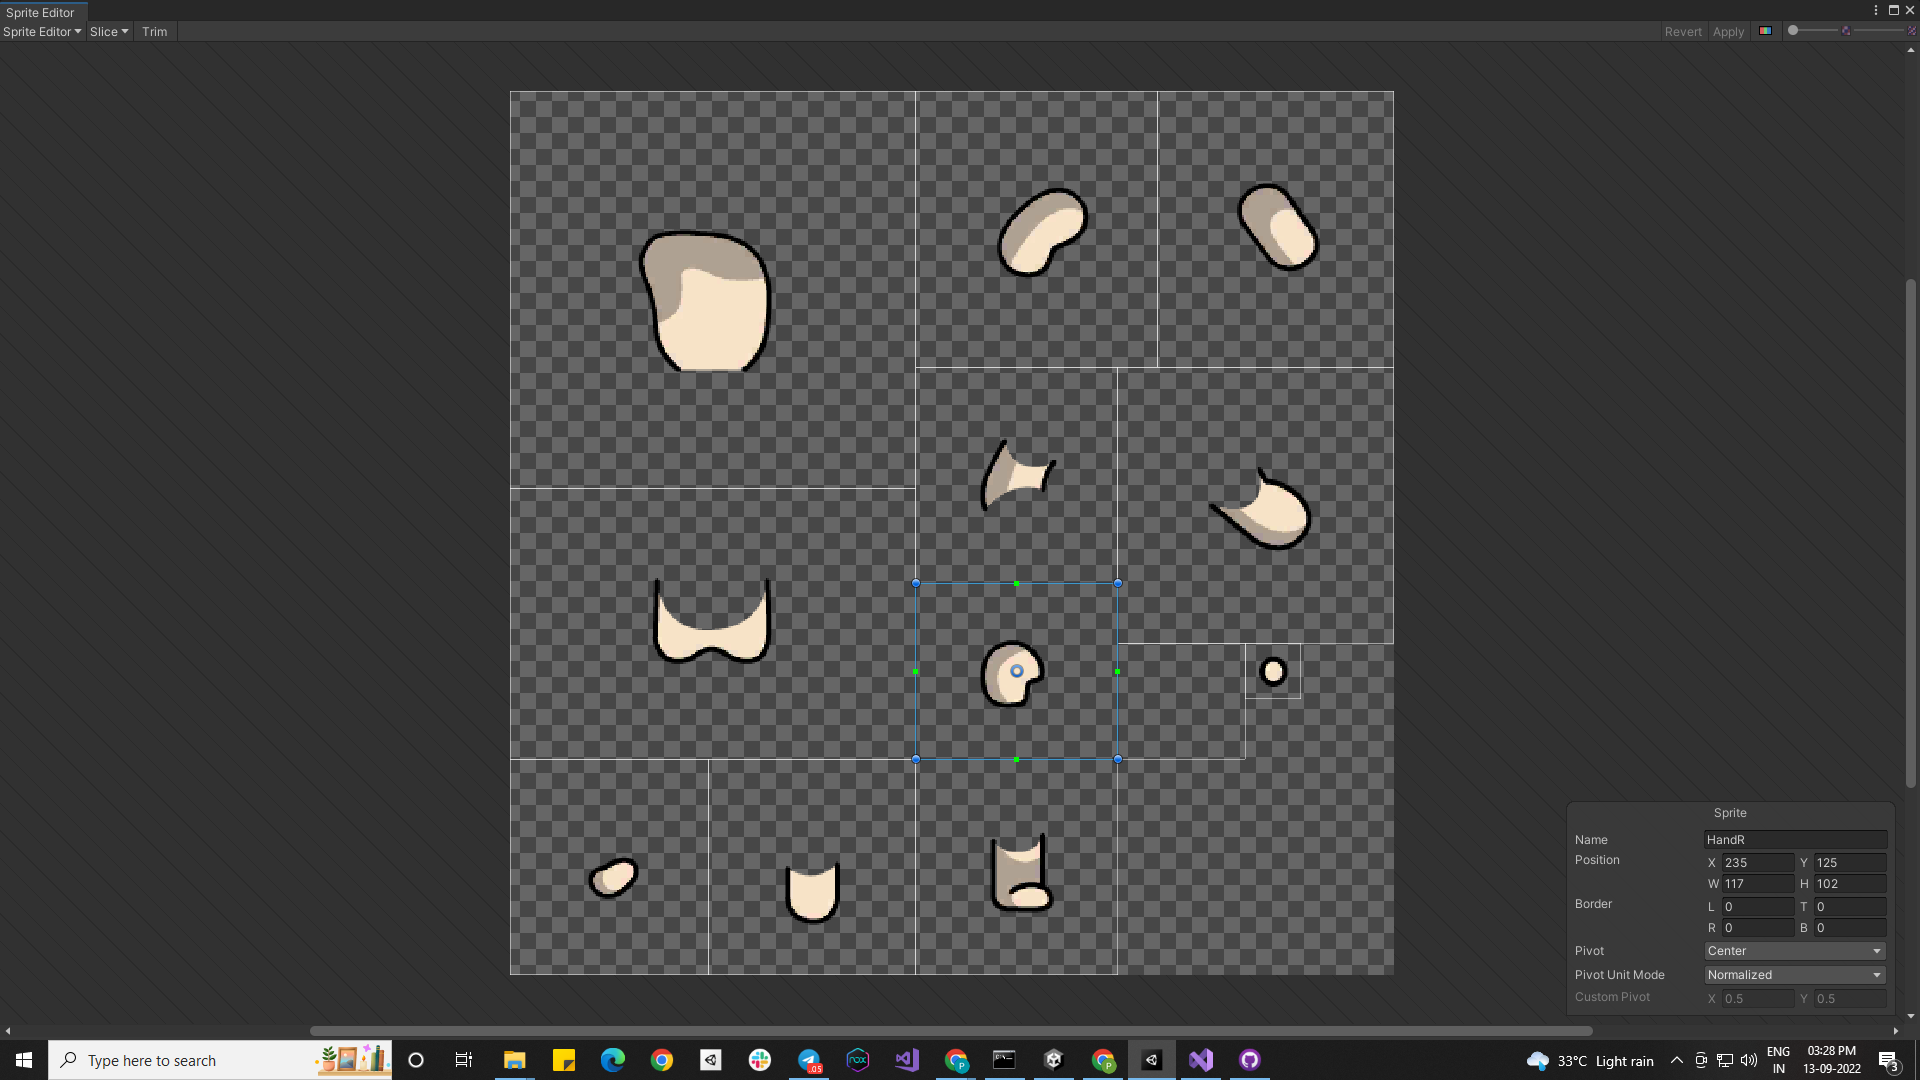 Sprite Editor
Sprite Editor Slice Trim Revert Apply
Sprite
Name HandR
Position X 235 Y 125
W 117 H 102
Border L 0 T 0
R 0 B 0
Pivot Center
Pivot Unit Mode Normalized
Custom Pivot X 0.5 Y 0.5
Type here to search
nox
.05
P
P
33°C Light rain
ENG
IN
03:28 PM
13-09-2022
3